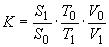 K = S₁/S₀ · T₀/T₁ · V₀/V₁